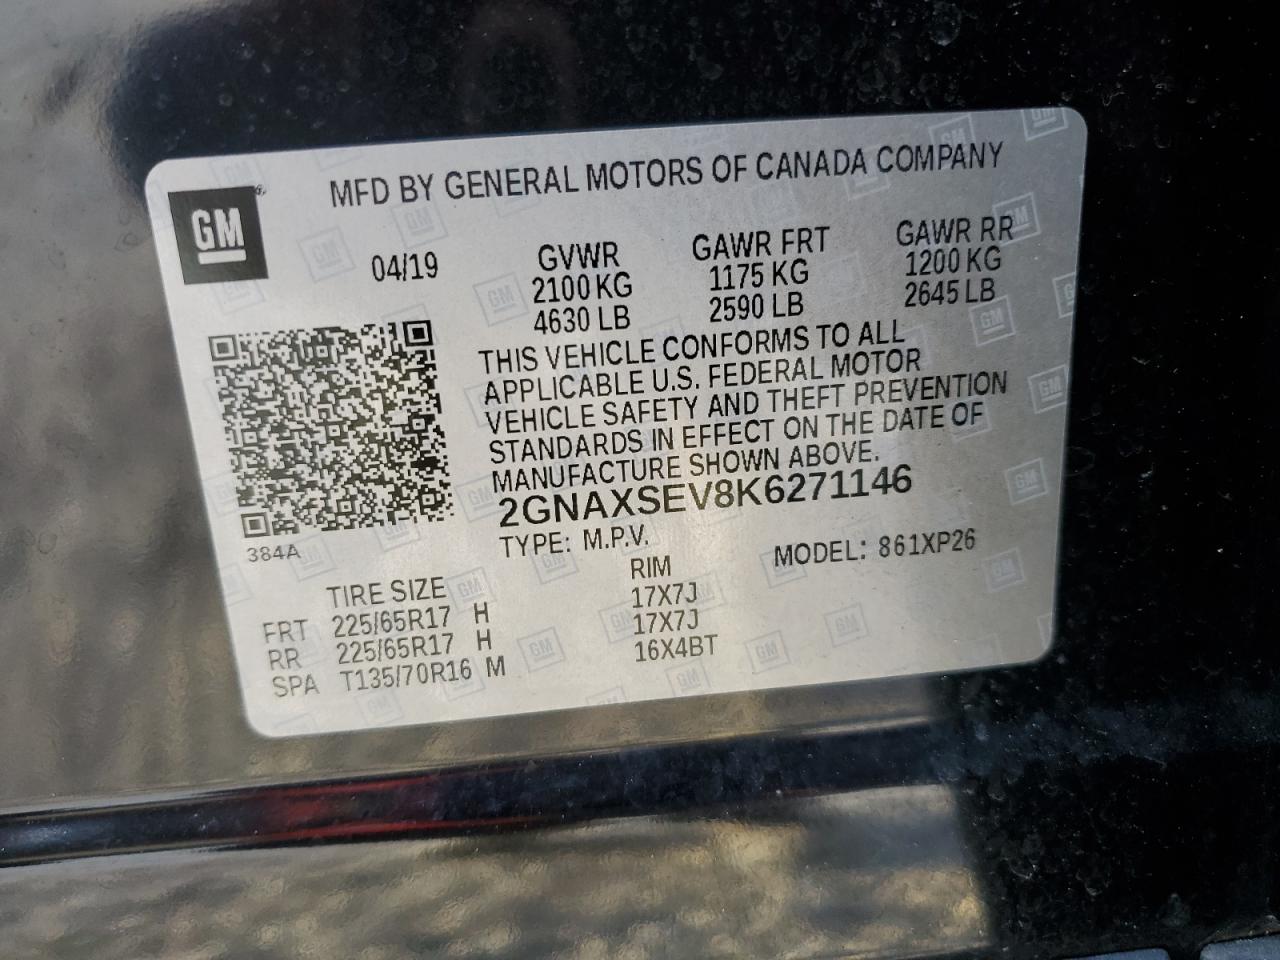 MFD BY GENERAL MOTORS OF CANADA COMPANY
GM
04/19
GVWR
2100 KG
4630 LB
GAWR FRT
1175 KG
2590 LB
GAWR RR
1200 KG
2645 LB
THIS VEHICLE CONFORMS TO ALL
APPLICABLE U.S. FEDERAL MOTOR
VEHICLE SAFETY AND THEFT PREVENTION
STANDARDS IN EFFECT ON THE DATE OF
MANUFACTURE SHOWN ABOVE.
2GNAXSEV8K6271146
384A
TYPE: M.P.V. MODEL: 861XP26
TIRE SIZE RIM
FRT 225/65R17 H 17X7J
RR 225/65R17 H 17X7J
SPA T135/70R16 M 16X4BT